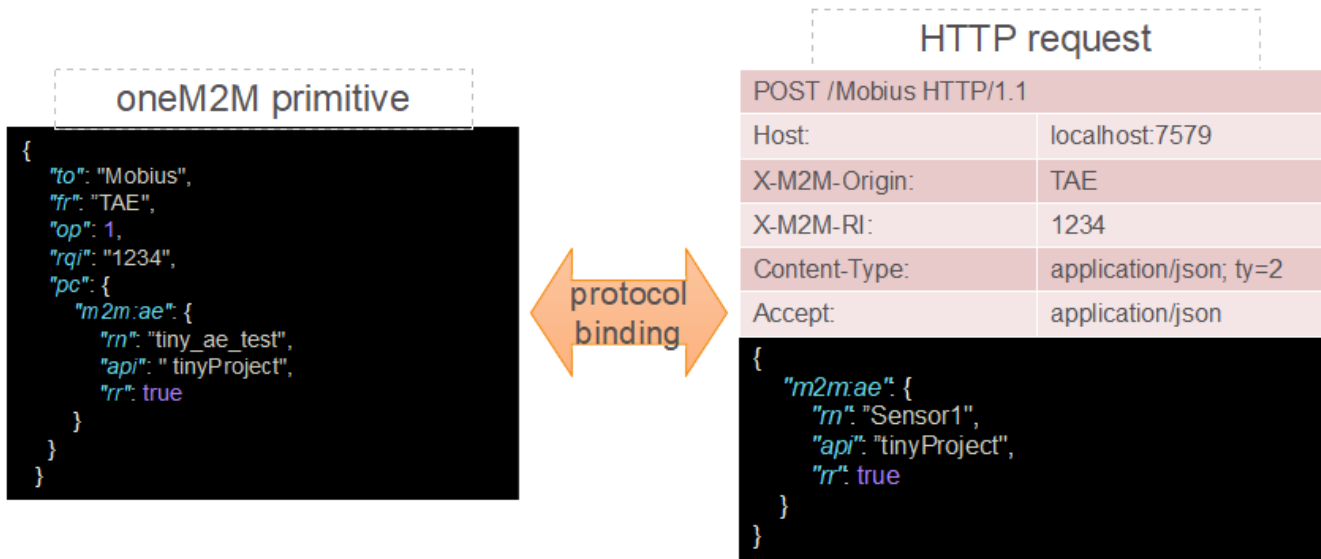 oneM2M primitive
{
"to": "Mobius",
"fr": "TAE",
"op": 1,
"rqi": "1234",
"pc": {
"m2m:ae": {
"rn": "tiny_ae_test",
"api": " tinyProject",
"rr": true
}
}
}
protocol
binding
HTTP request
POST /Mobius HTTP/1.1
Host: localhost:7579
X-M2M-Origin: TAE
X-M2M-RI: 1234
Content-Type: application/json; ty=2
Accept: application/json
{
"m2m:ae": {
"rn": "Sensor1",
"api": "tinyProject",
"rr": true
}
}